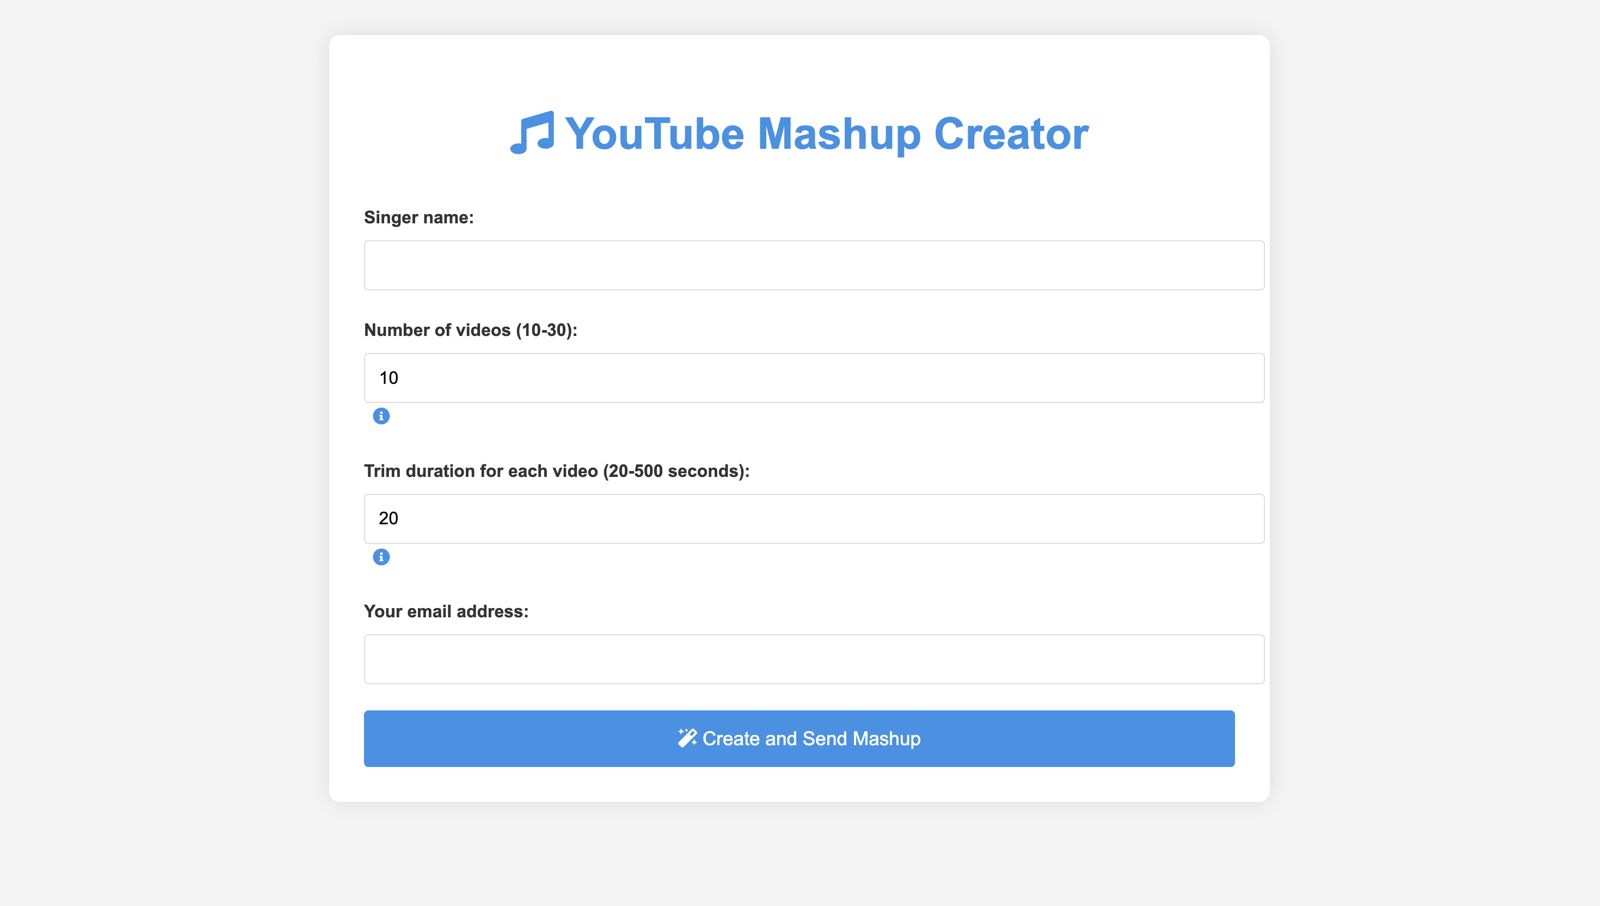 YouTube Mashup Creator
Singer name:
Number of videos (10-30):
10
Trim duration for each video (20-500 seconds):
20
Your email address:
Create and Send Mashup